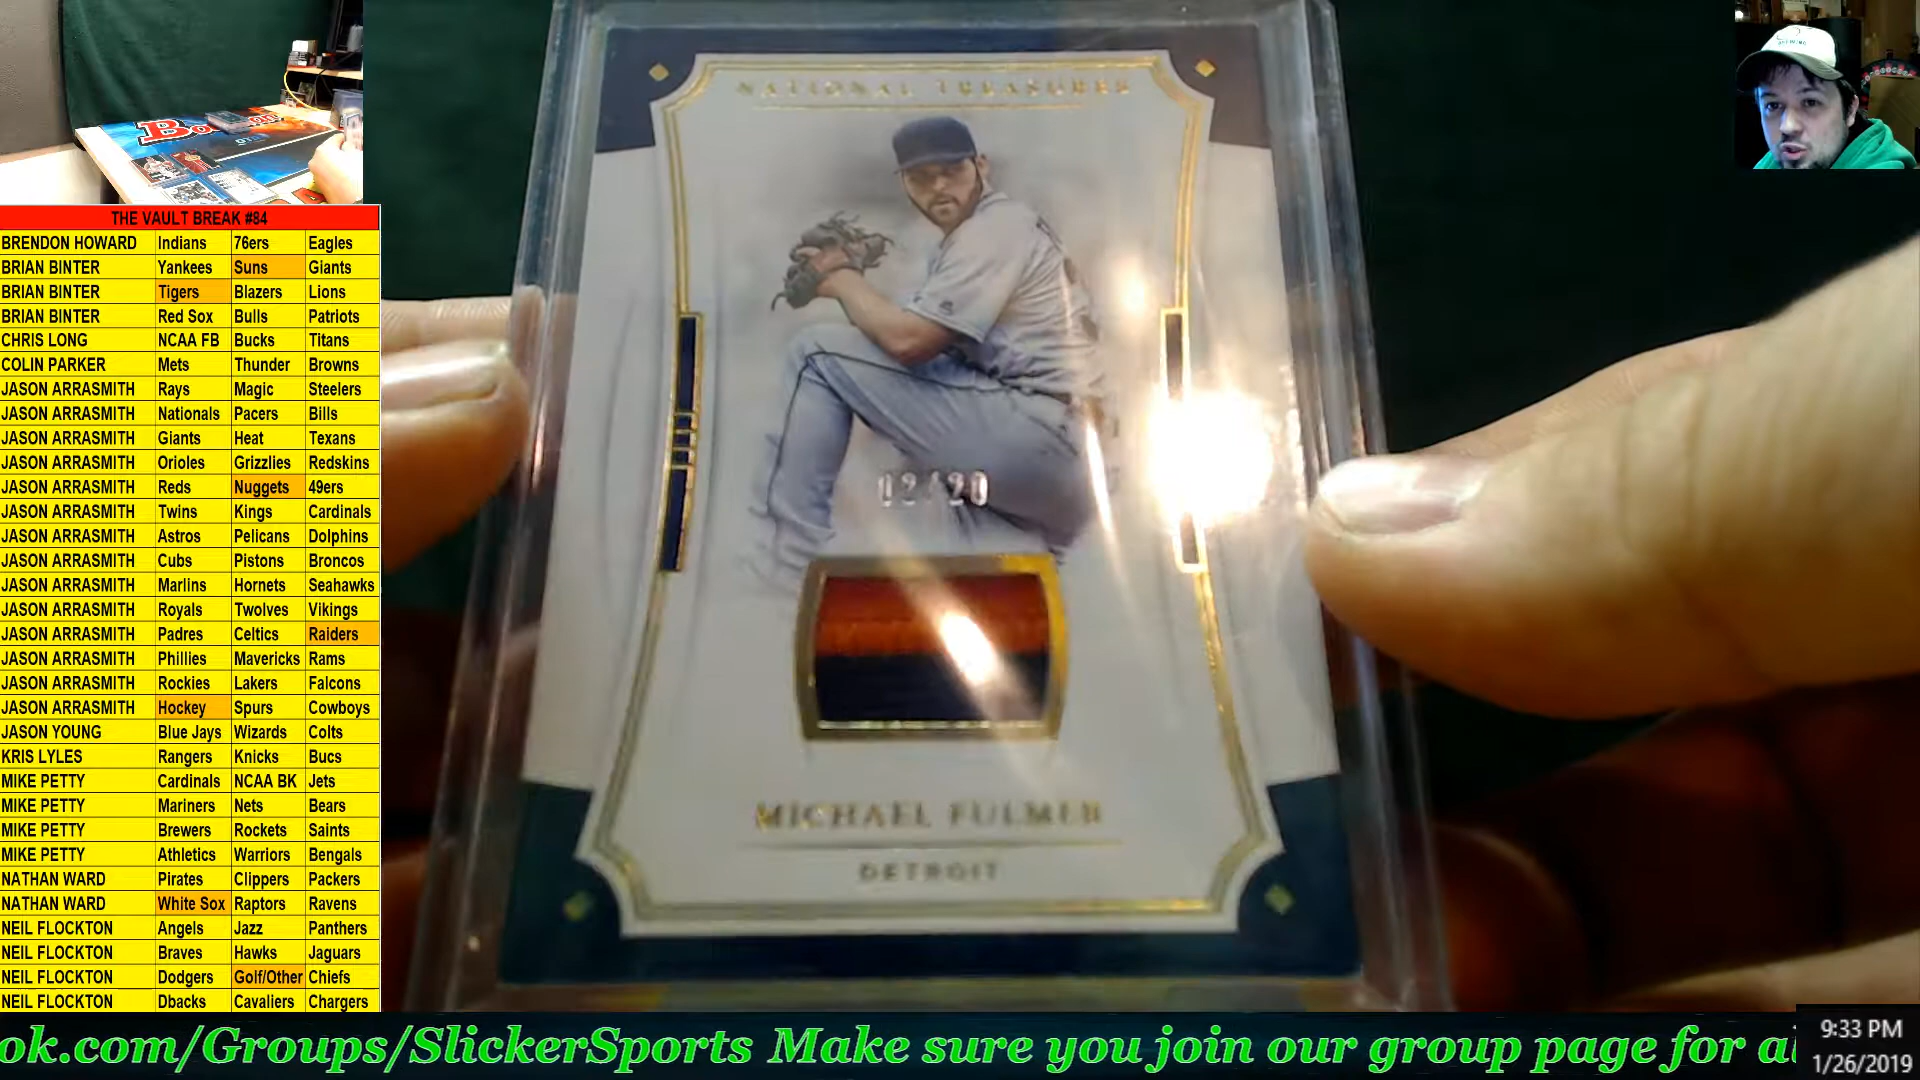 THE VAULT BREAK #84
BRENDON HOWARD Indians 76ers Eagles
BRIAN BINTER Yankees Suns Giants
BRIAN BINTER Tigers Blazers Lions
BRIAN BINTER Red Sox Bulls Patriots
CHRIS LONG NCAA FB Bucks Titans
COLIN PARKER Mets Thunder Browns
JASON ARRASMITH Rays Magic Steelers
JASON ARRASMITH Nationals Pacers Bills
JASON ARRASMITH Giants Heat Texans
JASON ARRASMITH Orioles Grizzlies Redskins
JASON ARRASMITH Reds Nuggets 49ers
JASON ARRASMITH Twins Kings Cardinals
JASON ARRASMITH Astros Pelicans Dolphins
JASON ARRASMITH Cubs Pistons Broncos
JASON ARRASMITH Marlins Hornets Seahawks
JASON ARRASMITH Royals Twolves Vikings
JASON ARRASMITH Padres Celtics Raiders
JASON ARRASMITH Phillies Mavericks Rams
JASON ARRASMITH Rockies Lakers Falcons
JASON ARRASMITH Hockey Spurs Cowboys
JASON YOUNG Blue Jays Wizards Colts
KRIS LYLES Rangers Knicks Bucs
MIKE PETTY Cardinals NCAA BK Jets
MIKE PETTY Mariners Nets Bears
MIKE PETTY Brewers Rockets Saints
MIKE PETTY Athletics Warriors Bengals
NATHAN WARD Pirates Clippers Packers
NATHAN WARD White Sox Raptors Ravens
NEIL FLOCKTON Angels Jazz Panthers
NEIL FLOCKTON Braves Hawks Jaguars
NEIL FLOCKTON Dodgers Golf/Other Chiefs
NEIL FLOCKTON Dbacks Cavaliers Chargers
NATIONAL TREASURES
02/20
MICHAEL FULMER
DETROIT
ok.com/Groups/SlickerSports Make sure you join our group page for al
9:33 PM
1/26/2019